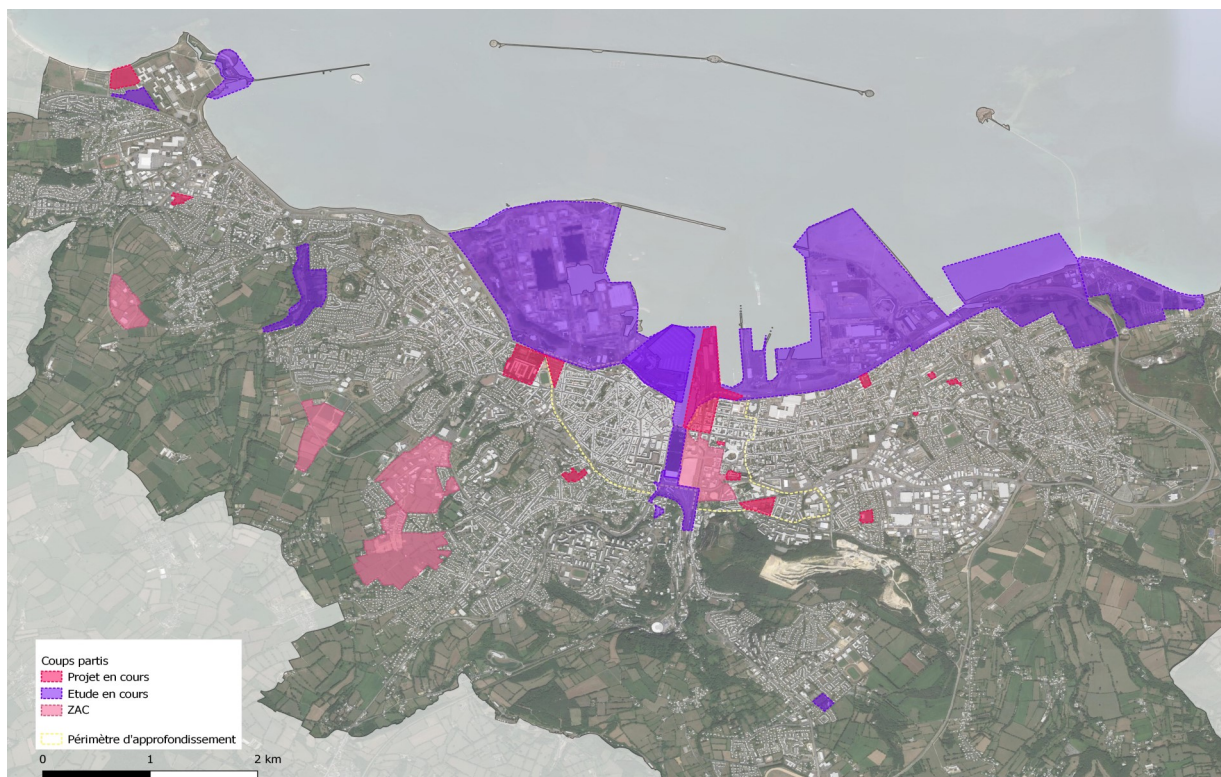 Coups partis
Projet en cours
Etude en cours
ZAC
Périmètre d'approfondissement
0 1 2 km